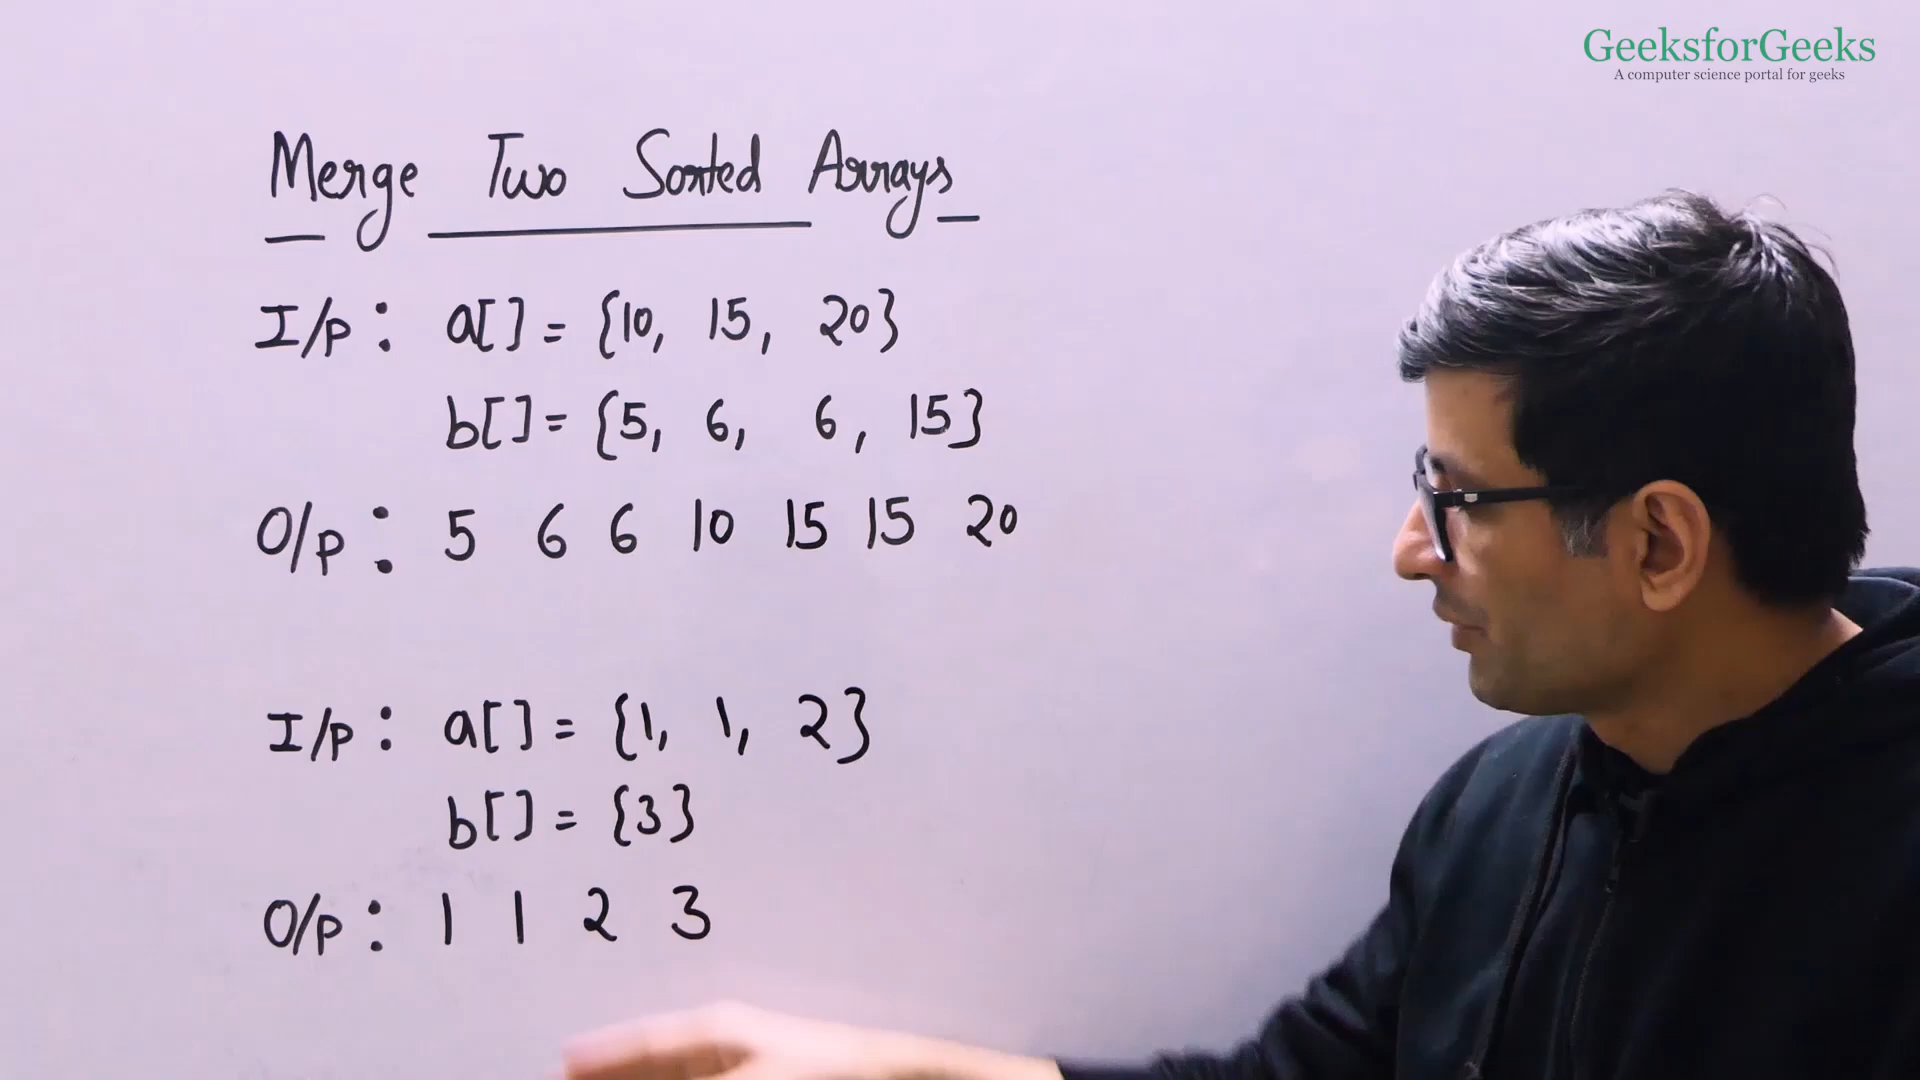 GeeksforGeeks
A computer science portal for geeks
Merge Two Sorted Arrays
I/p : a[] = {10, 15, 20}
b[] = {5, 6, 6, 15}
O/p : 5 6 6 10 15 15 20
I/p : a[] = {1, 1, 2}
b[] = {3}
O/p : 1 1 2 3